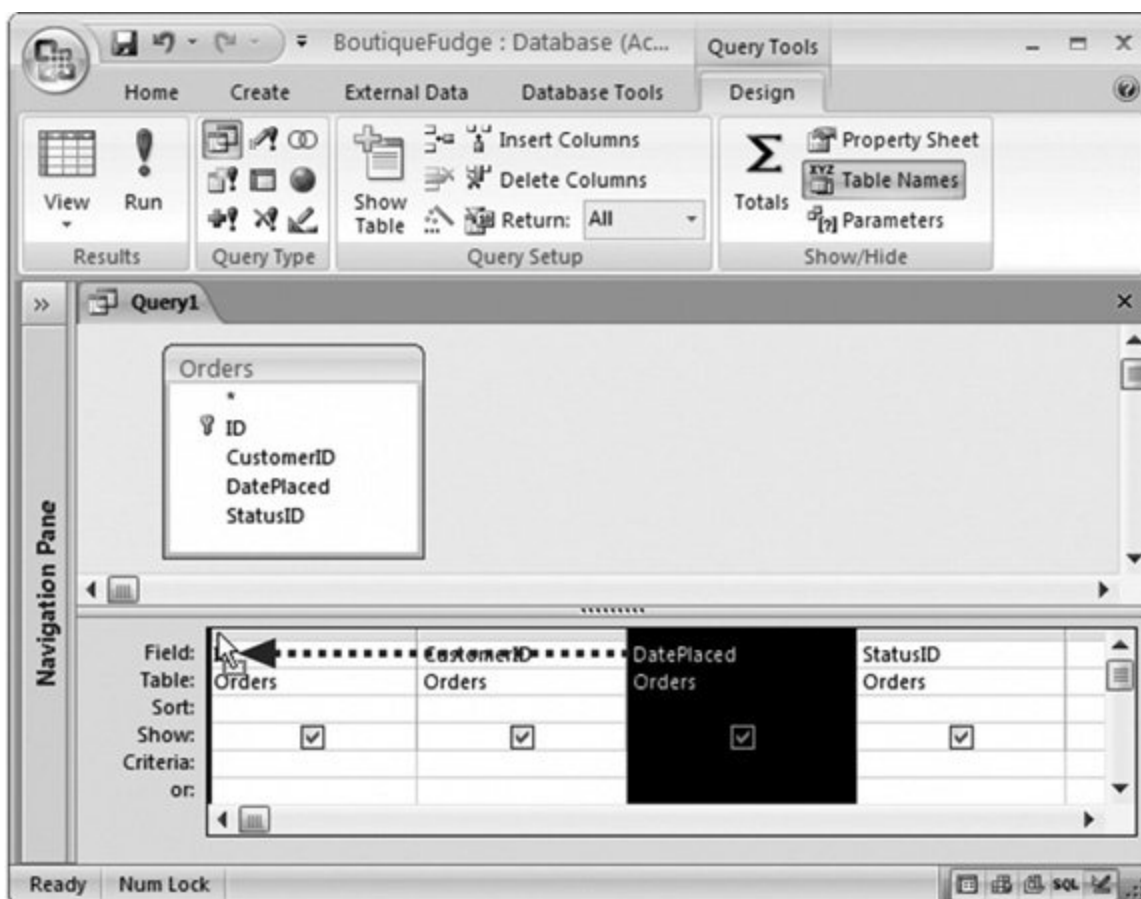 BoutiqueFudge : Database (Ac...
Query Tools
Home Create External Data Database Tools Design
View
Run
Results
Query Type
Show Table
Insert Columns
Delete Columns
Return: All
Query Setup
Totals
Property Sheet
XYZ Table Names
[?] Parameters
Show/Hide
» Query1
Navigation Pane
Orders
*
ID
CustomerID
DatePlaced
StatusID
Field: CustomerID DatePlaced StatusID
Table: Orders Orders Orders Orders
Sort:
Show:
Criteria:
or:
Ready Num Lock SQL